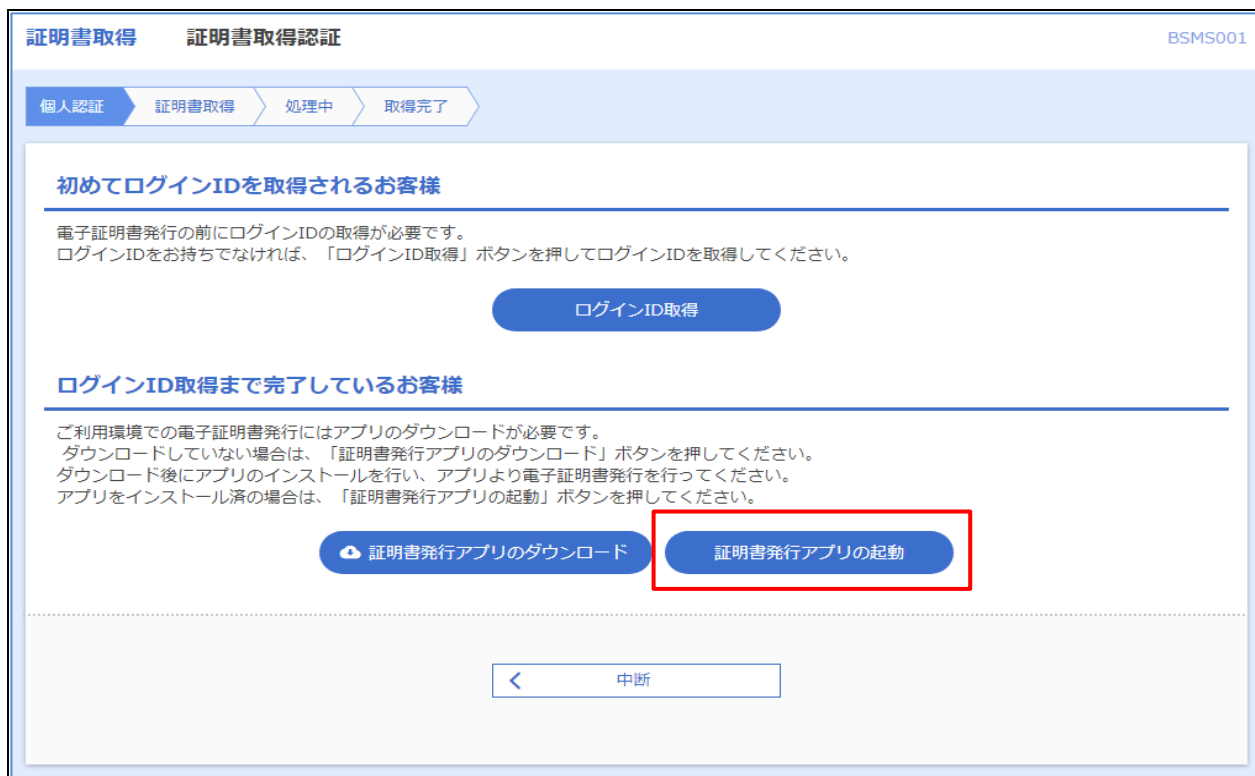 証明書取得 証明書取得認証 BSMS001
個人認証 証明書取得 処理中 取得完了
初めてログインIDを取得されるお客様
電子証明書発行の前にログインIDの取得が必要です。
ログインIDをお持ちでなければ、「ログインID取得」ボタンを押してログインIDを取得してください。
ログインID取得
ログインID取得まで完了しているお客様
ご利用環境での電子証明書発行にはアプリのダウンロードが必要です。
ダウンロードしていない場合は、「証明書発行アプリのダウンロード」ボタンを押してください。
ダウンロード後にアプリのインストールを行い、アプリより電子証明書発行を行ってください。
アプリをインストール済の場合は、「証明書発行アプリの起動」ボタンを押してください。
証明書発行アプリのダウンロード 証明書発行アプリの起動
中断